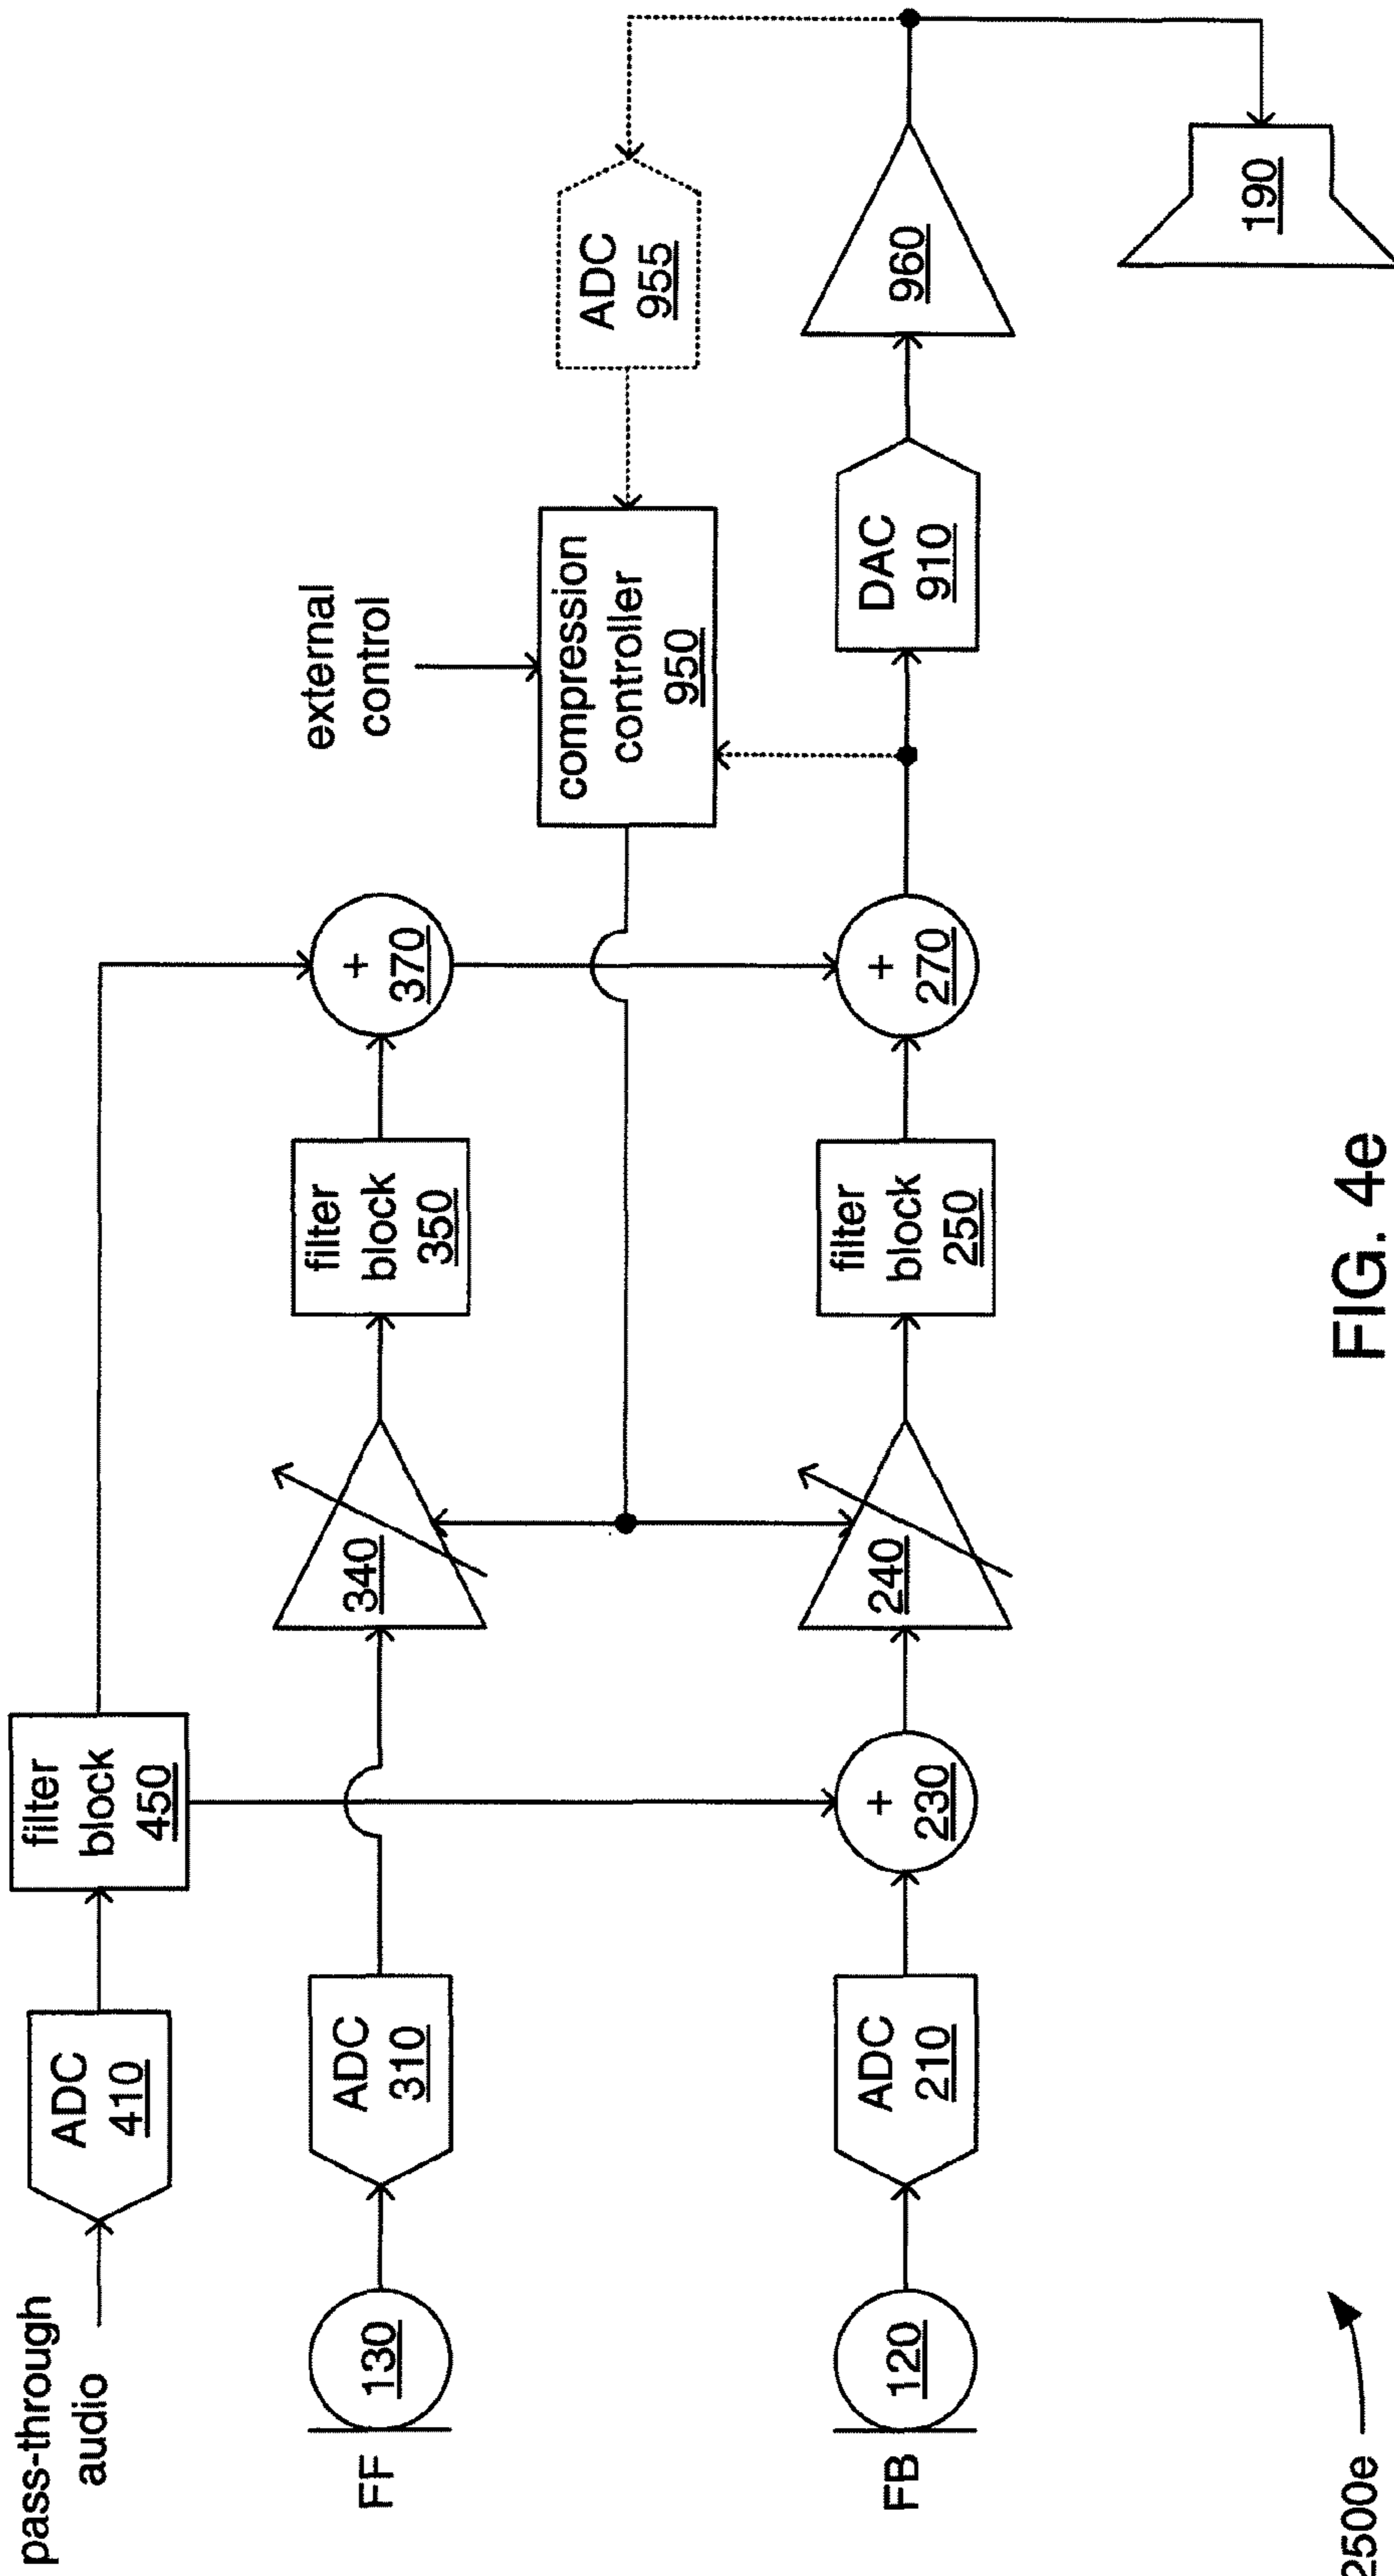 pass-through
audio
ADC
410
filter
block
450
FF
130
ADC
310
340
filter
block
350
+
370
external
control
compression
controller
950
ADC
955
FB
120
ADC
210
+
230
240
filter
block
250
+
270
DAC
910
960
190
2500e
FIG. 4e